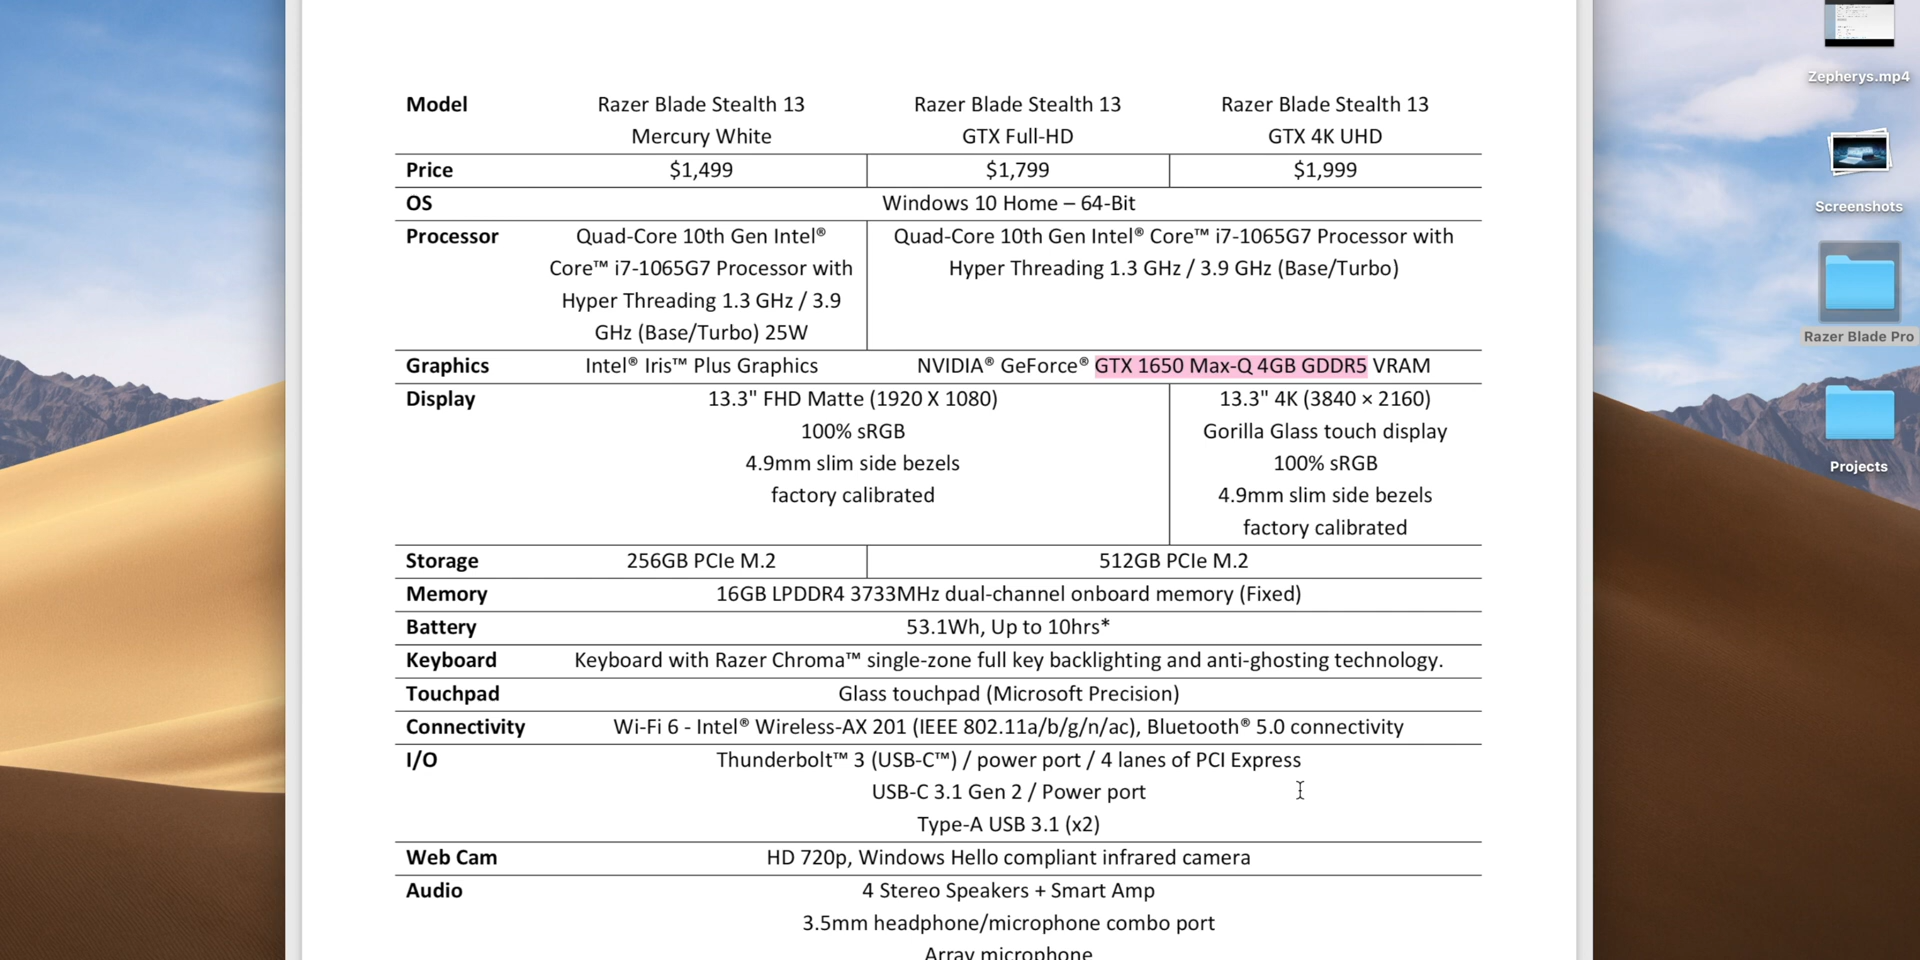 Model Razer Blade Stealth 13 Razer Blade Stealth 13 Razer Blade Stealth 13
Mercury White GTX Full-HD GTX 4K UHD
Price $1,499 $1,799 $1,999
OS Windows 10 Home – 64-Bit
Processor Quad-Core 10th Gen Intel® Quad-Core 10th Gen Intel® Core™ i7-1065G7 Processor with
Core™ i7-1065G7 Processor with Hyper Threading 1.3 GHz / 3.9 GHz (Base/Turbo)
Hyper Threading 1.3 GHz / 3.9
GHz (Base/Turbo) 25W
Graphics Intel® Iris™ Plus Graphics NVIDIA® GeForce® GTX 1650 Max-Q 4GB GDDR5 VRAM
Display 13.3" FHD Matte (1920 X 1080) 13.3" 4K (3840 × 2160)
100% sRGB Gorilla Glass touch display
4.9mm slim side bezels 100% sRGB
factory calibrated 4.9mm slim side bezels
factory calibrated
Storage 256GB PCIe M.2 512GB PCIe M.2
Memory 16GB LPDDR4 3733MHz dual-channel onboard memory (Fixed)
Battery 53.1Wh, Up to 10hrs*
Keyboard Keyboard with Razer Chroma™ single-zone full key backlighting and anti-ghosting technology.
Touchpad Glass touchpad (Microsoft Precision)
Connectivity Wi-Fi 6 - Intel® Wireless-AX 201 (IEEE 802.11a/b/g/n/ac), Bluetooth® 5.0 connectivity
I/O Thunderbolt™ 3 (USB-C™) / power port / 4 lanes of PCI Express
USB-C 3.1 Gen 2 / Power port
Type-A USB 3.1 (x2)
Web Cam HD 720p, Windows Hello compliant infrared camera
Audio 4 Stereo Speakers + Smart Amp
3.5mm headphone/microphone combo port
Array microphone
Zepherys.mp4
Screenshots
Razer Blade Pro
Projects